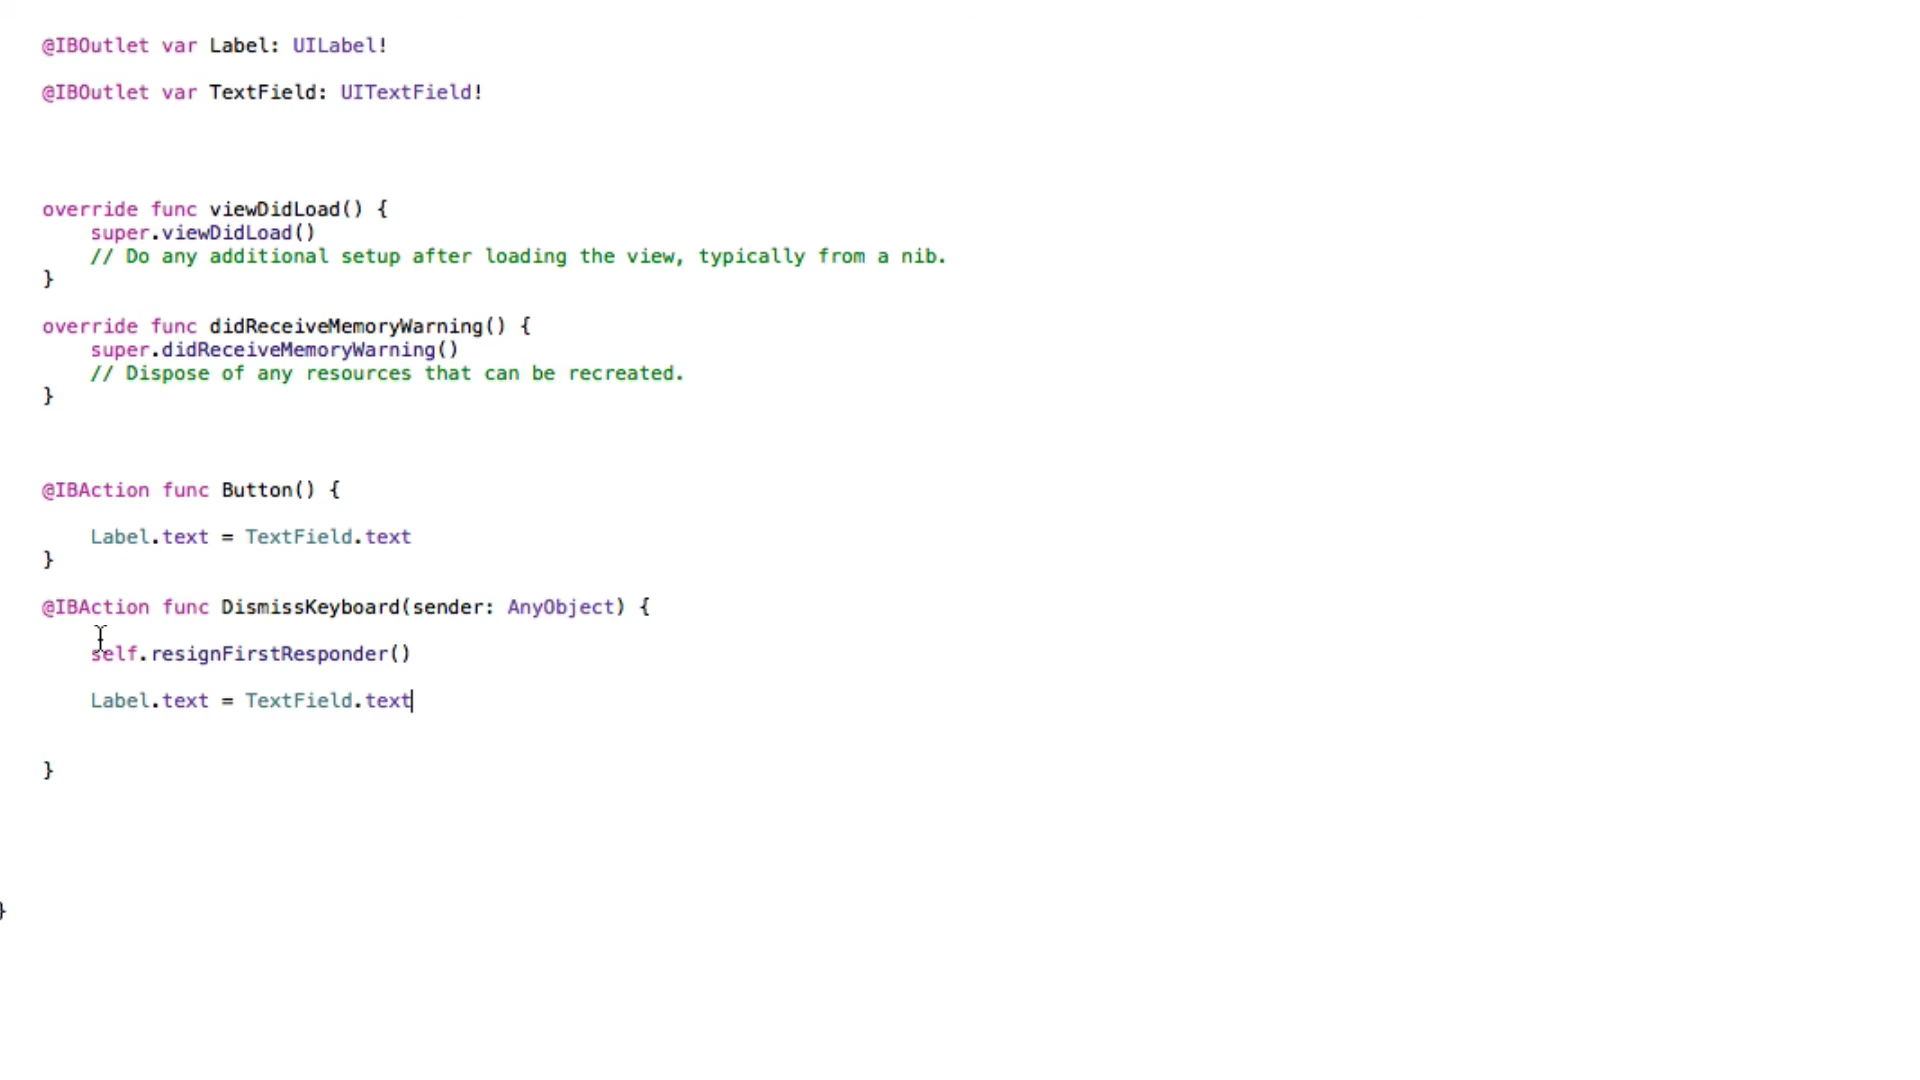 @IBOutlet var Label: UILabel!
@IBOutlet var TextField: UITextField!
override func viewDidLoad() {
super.viewDidLoad()
// Do any additional setup after loading the view, typically from a nib.
}
override func didReceiveMemoryWarning() {
super.didReceiveMemoryWarning()
// Dispose of any resources that can be recreated.
}
@IBAction func Button() {
Label.text = TextField.text
}
@IBAction func DismissKeyboard(sender: AnyObject) {
self.resignFirstResponder()
Label.text = TextField.text
}
}